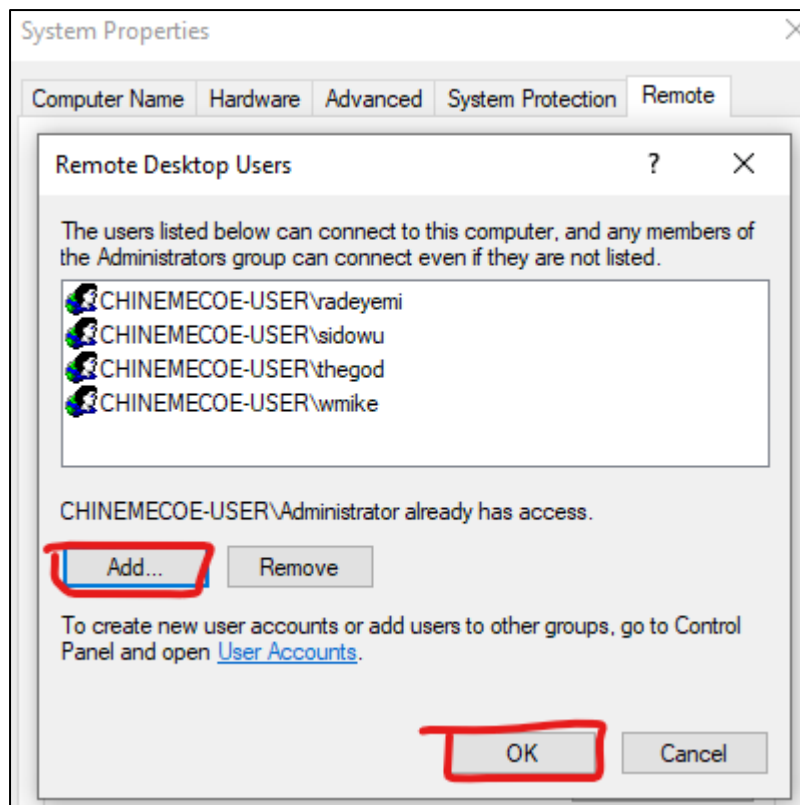 System Properties
Computer Name Hardware Advanced System Protection Remote
Remote Desktop Users ?
The users listed below can connect to this computer, and any members of
the Administrators group can connect even if they are not listed.
CHINEMECOE-USER\radeyemi
CHINEMECOE-USER\sidowu
CHINEMECOE-USER\thegod
CHINEMECOE-USER\wmike
CHINEMECOE-USER\Administrator already has access.
Add... Remove
To create new user accounts or add users to other groups, go to Control
Panel and open User Accounts.
OK Cancel